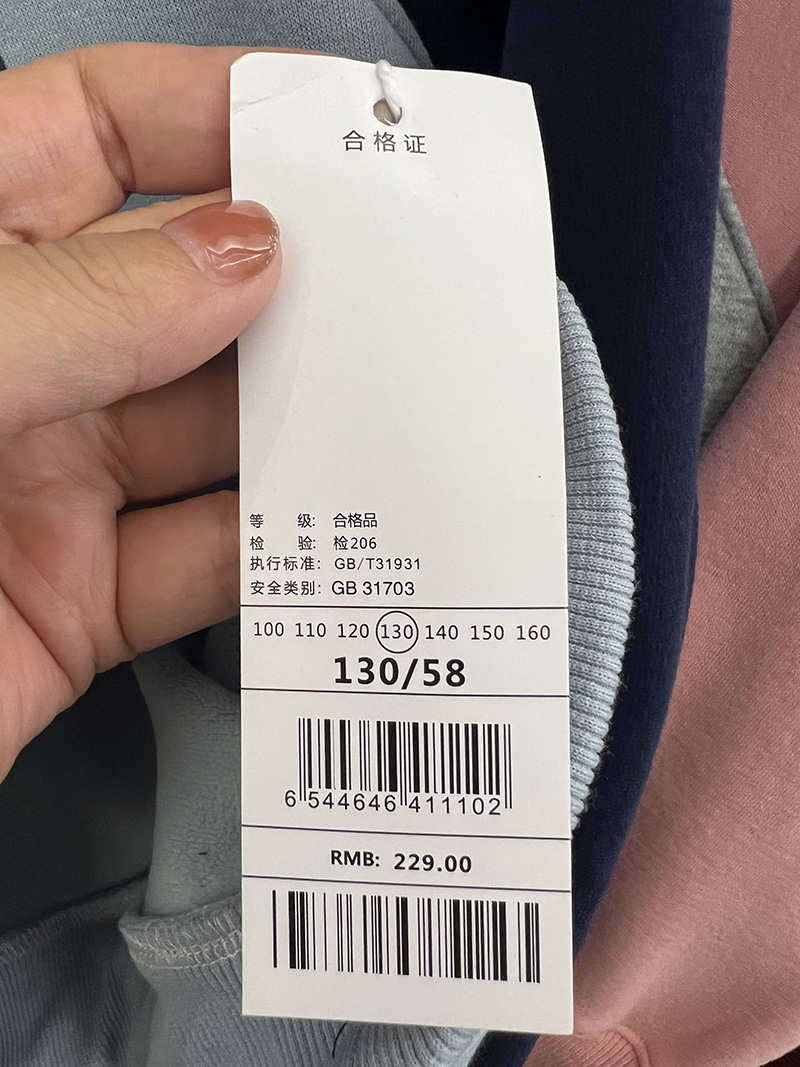 合格证
等 级: 合格品
检 验: 检206
执行标准: GB/T31931
安全类别: GB 31703
100 110 120 130 140 150 160
130/58
6 544646 411102
RMB: 229.00